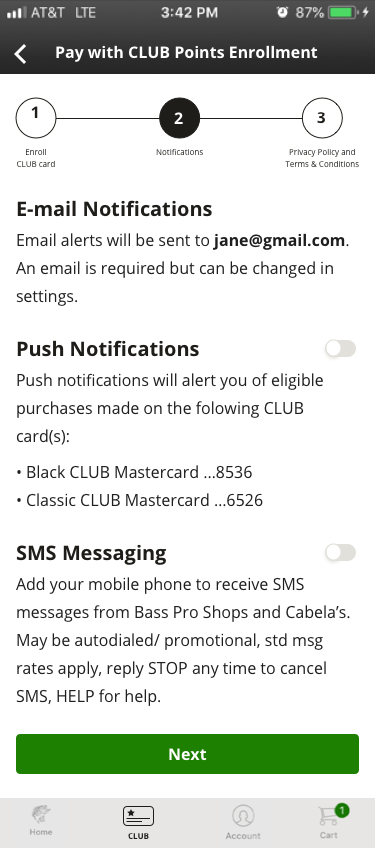 AT&T LTE 3:42 PM 87%
Pay with CLUB Points Enrollment
1 2 3
Enroll
CLUB card
Notifications
Privacy Policy and
Terms & Conditions
E-mail Notifications
Email alerts will be sent to jane@gmail.com.
An email is required but can be changed in
settings.
Push Notifications
Push notifications will alert you of eligible
purchases made on the folowing CLUB
card(s):
• Black CLUB Mastercard ...8536
• Classic CLUB Mastercard ...6526
SMS Messaging
Add your mobile phone to receive SMS
messages from Bass Pro Shops and Cabela’s.
May be autodialed/ promotional, std msg
rates apply, reply STOP any time to cancel
SMS, HELP for help.
Next
1
Home CLUB Account Cart